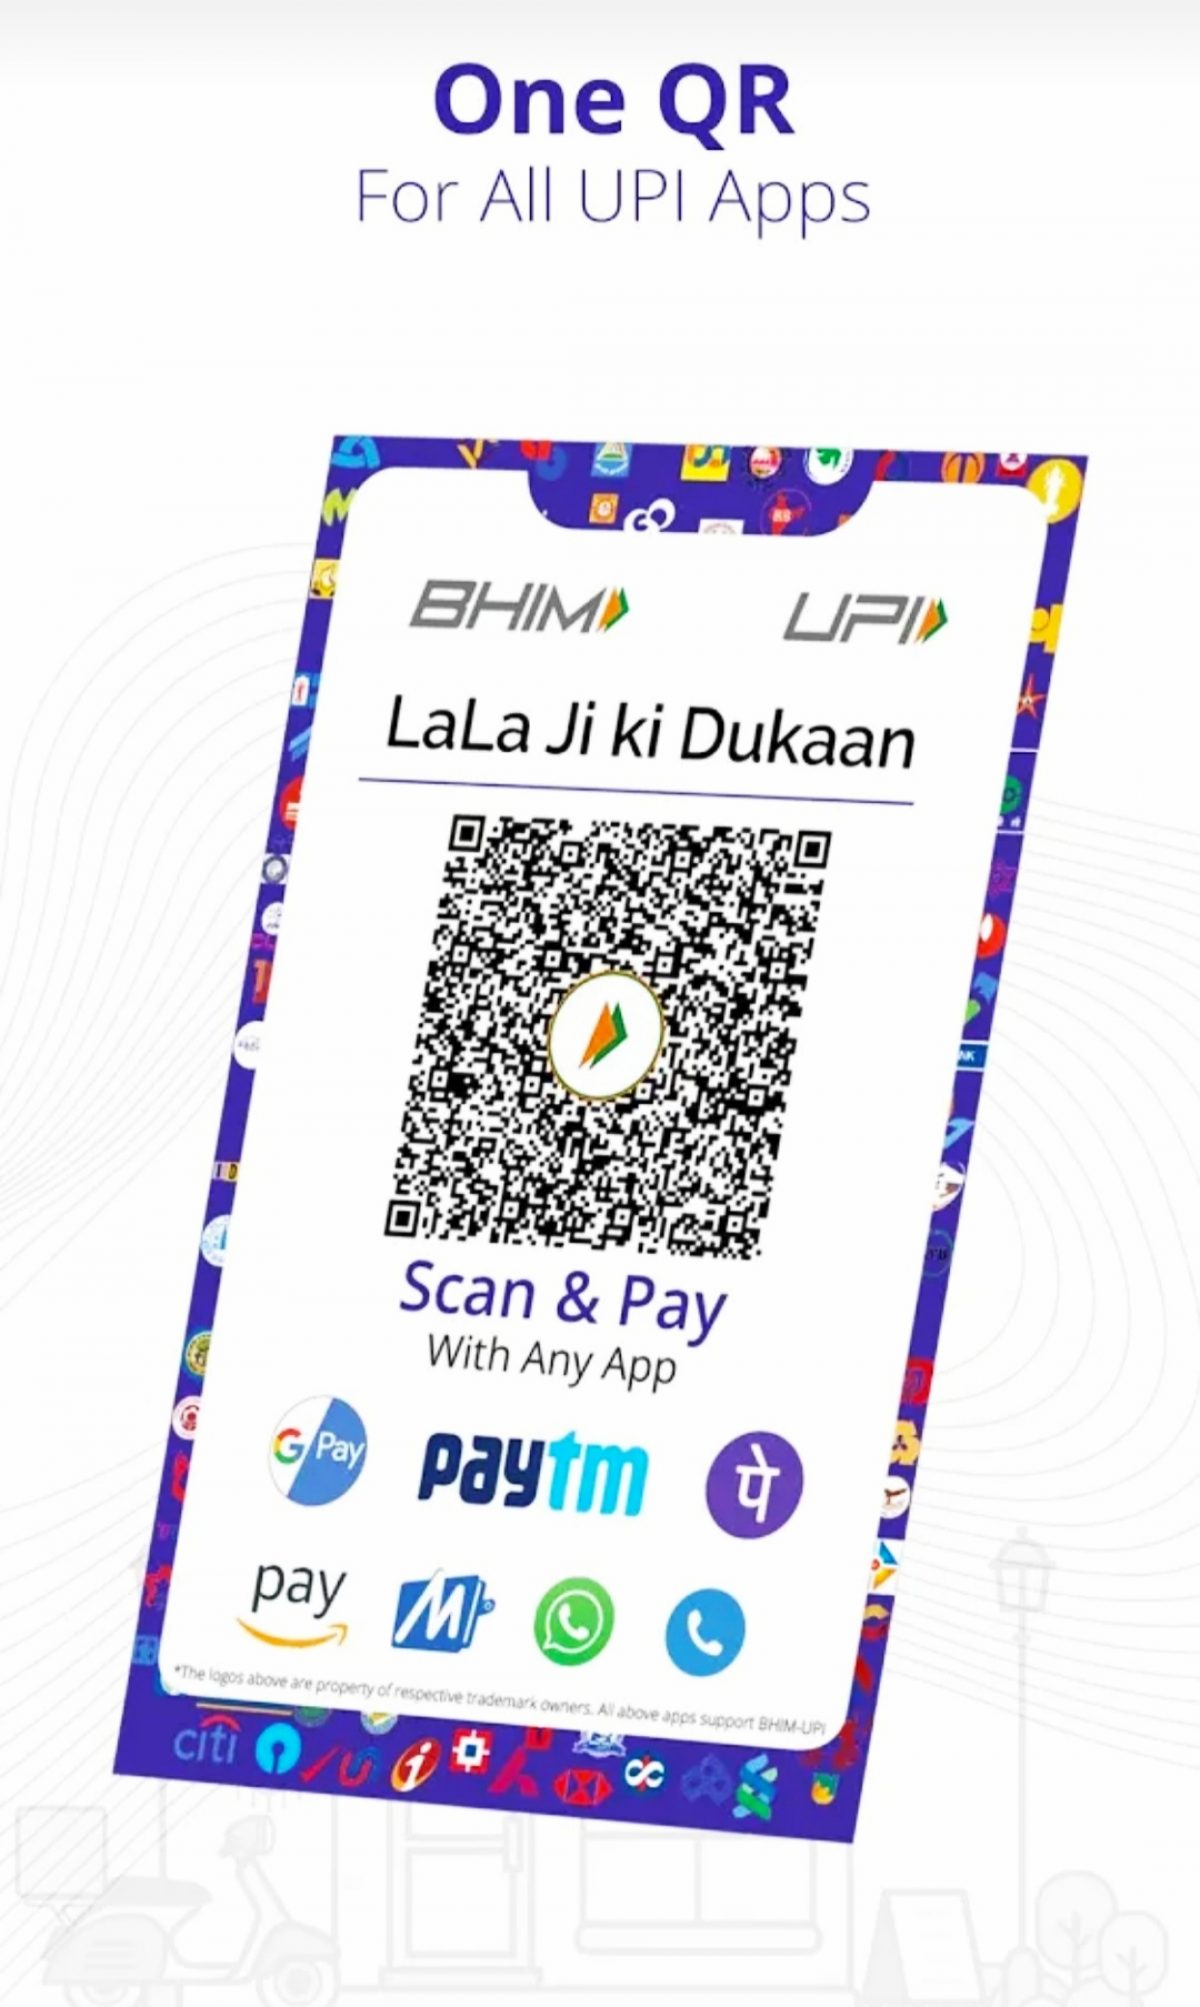 One QR
For All UPI Apps
BHIM UPI
LaLa Ji ki Dukaan
Scan & Pay
With Any App
G Pay paytm पे
pay M
*The logos above are property of respective trademark owners. All above apps support BHIM-UPI
citi